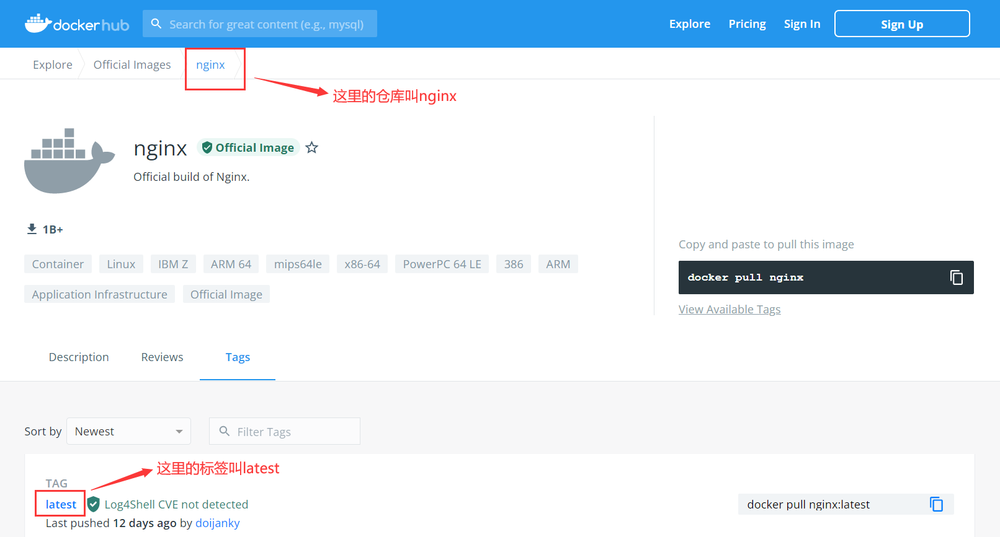 docker hub
Search for great content (e.g., mysql)
Explore
Pricing
Sign In
Sign Up
Explore
Official Images
nginx
这里的仓库叫nginx
nginx
Official Image
Official build of Nginx.
1B+
Container
Linux
IBM Z
ARM 64
mips64le
x86-64
PowerPC 64 LE
386
ARM
Application Infrastructure
Official Image
Copy and paste to pull this image
docker pull nginx
View Available Tags
Description
Reviews
Tags
Sort by
Newest
Filter Tags
这里的标签叫latest
TAG
latest
Log4Shell CVE not detected
docker pull nginx:latest
Last pushed 12 days ago by doijanky